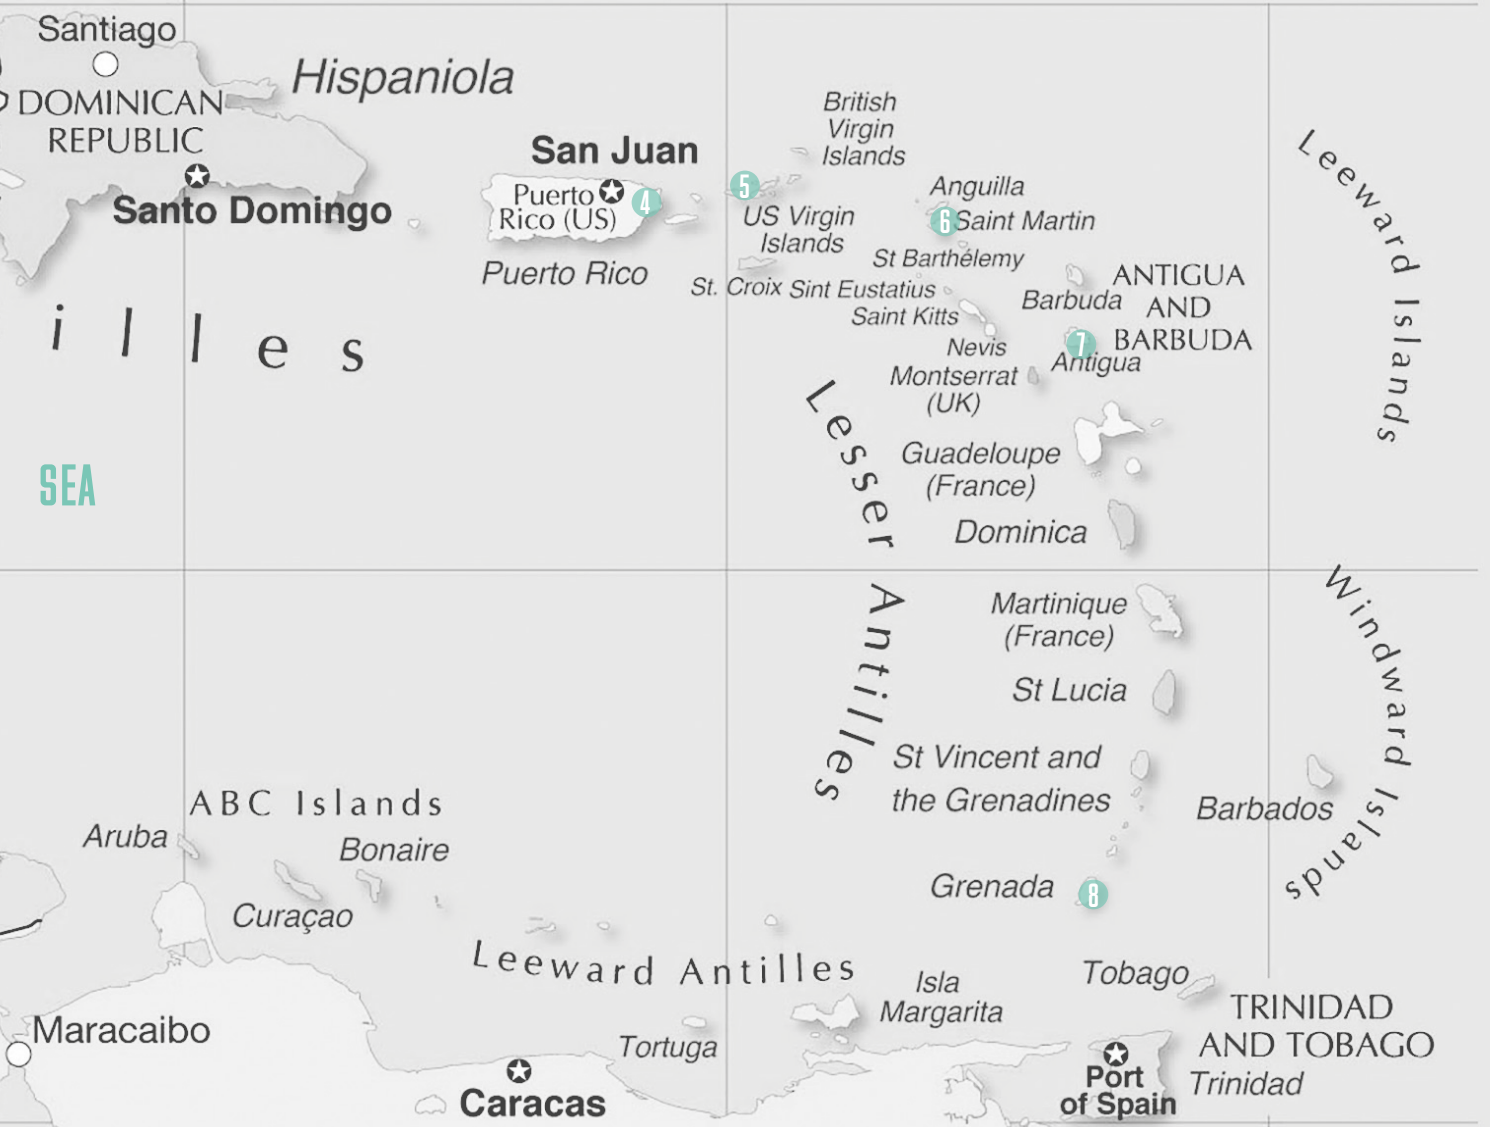 Santiago
DOMINICAN
REPUBLIC
Santo Domingo
Hispaniola
San Juan
Puerto
Rico (US)
4
Puerto Rico
5
British
Virgin
Islands
US Virgin
Islands
St. Croix
Anguilla
6
Saint Martin
St Barthélemy
Sint Eustatius
Saint Kitts
Nevis
Montserrat
(UK)
Barbuda
ANTIGUA
AND
BARBUDA
7
Antigua
Guadeloupe
(France)
Dominica
Leeward Islands
illes
SEA
Lesser Antilles
Martinique
(France)
St Lucia
St Vincent and
the Grenadines
Barbados
Windward Islands
Grenada
8
ABC Islands
Aruba
Bonaire
Curaçao
Leeward Antilles
Isla
Margarita
Tobago
TRINIDAD
AND TOBAGO
Trinidad
Maracaibo
Tortuga
Caracas
Port
of Spain